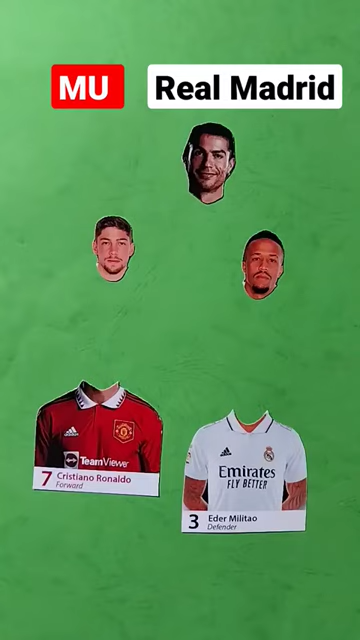 MU
Real Madrid
TeamViewer
7 Cristiano Ronaldo
Forward
Emirates
FLY BETTER
3 Eder Militao
Defender